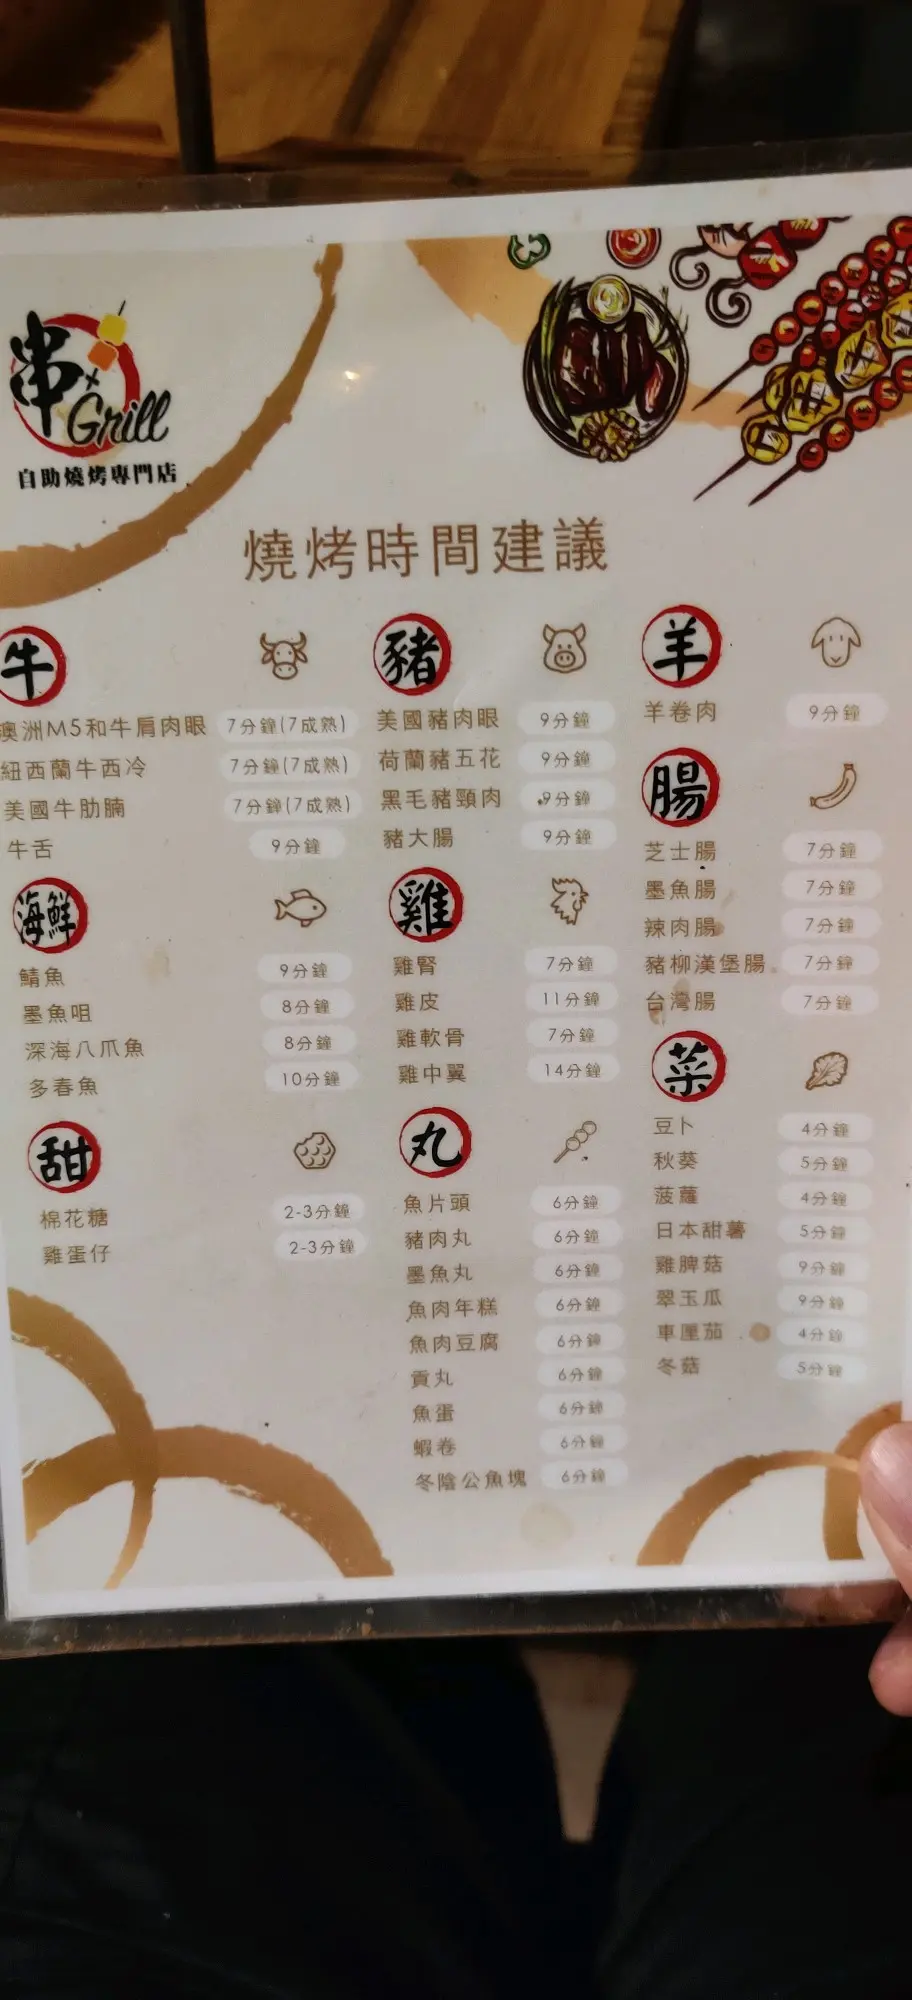 串
Grill
自助燒烤專門店
燒烤時間建議
牛
澳洲M5和牛肩肉眼 7分鐘(7成熟)
紐西蘭牛西冷 7分鐘(7成熟)
美國牛肋腩 7分鐘(7成熟)
牛舌 9分鐘
海鮮
鯖魚 9分鐘
墨魚咀 8分鐘
深海八爪魚 8分鐘
多春魚 10分鐘
甜
棉花糖 2-3分鐘
雞蛋仔 2-3分鐘
豬
美國豬肉眼 9分鐘
荷蘭豬五花 9分鐘
黑毛豬頸肉 9分鐘
豬大腸 9分鐘
雞
雞腎 7分鐘
雞皮 11分鐘
雞軟骨 7分鐘
雞中翼 14分鐘
丸
魚片頭 6分鐘
豬肉丸 6分鐘
墨魚丸 6分鐘
魚肉年糕 6分鐘
魚肉豆腐 6分鐘
貢丸 6分鐘
魚蛋 6分鐘
蝦卷 6分鐘
冬陰公魚塊 6分鐘
羊
羊卷肉 9分鐘
腸
芝士腸 7分鐘
墨魚腸 7分鐘
辣肉腸 7分鐘
豬柳漢堡腸 7分鐘
台灣腸 7分鐘
菜
豆卜 4分鐘
秋葵 5分鐘
菠蘿 4分鐘
日本甜薯 5分鐘
雞脾菇 9分鐘
翠玉瓜 9分鐘
車厘茄 4分鐘
冬菇 5分鐘